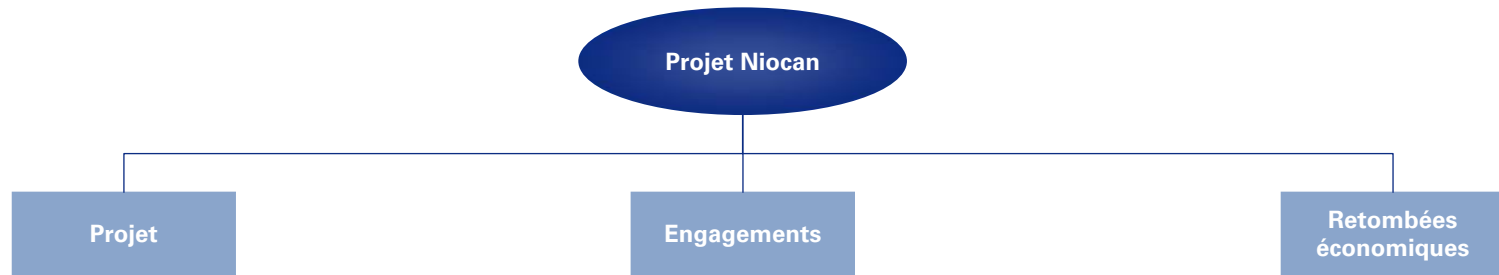 Projet Niocan
Projet
Engagements
Retombées
économiques